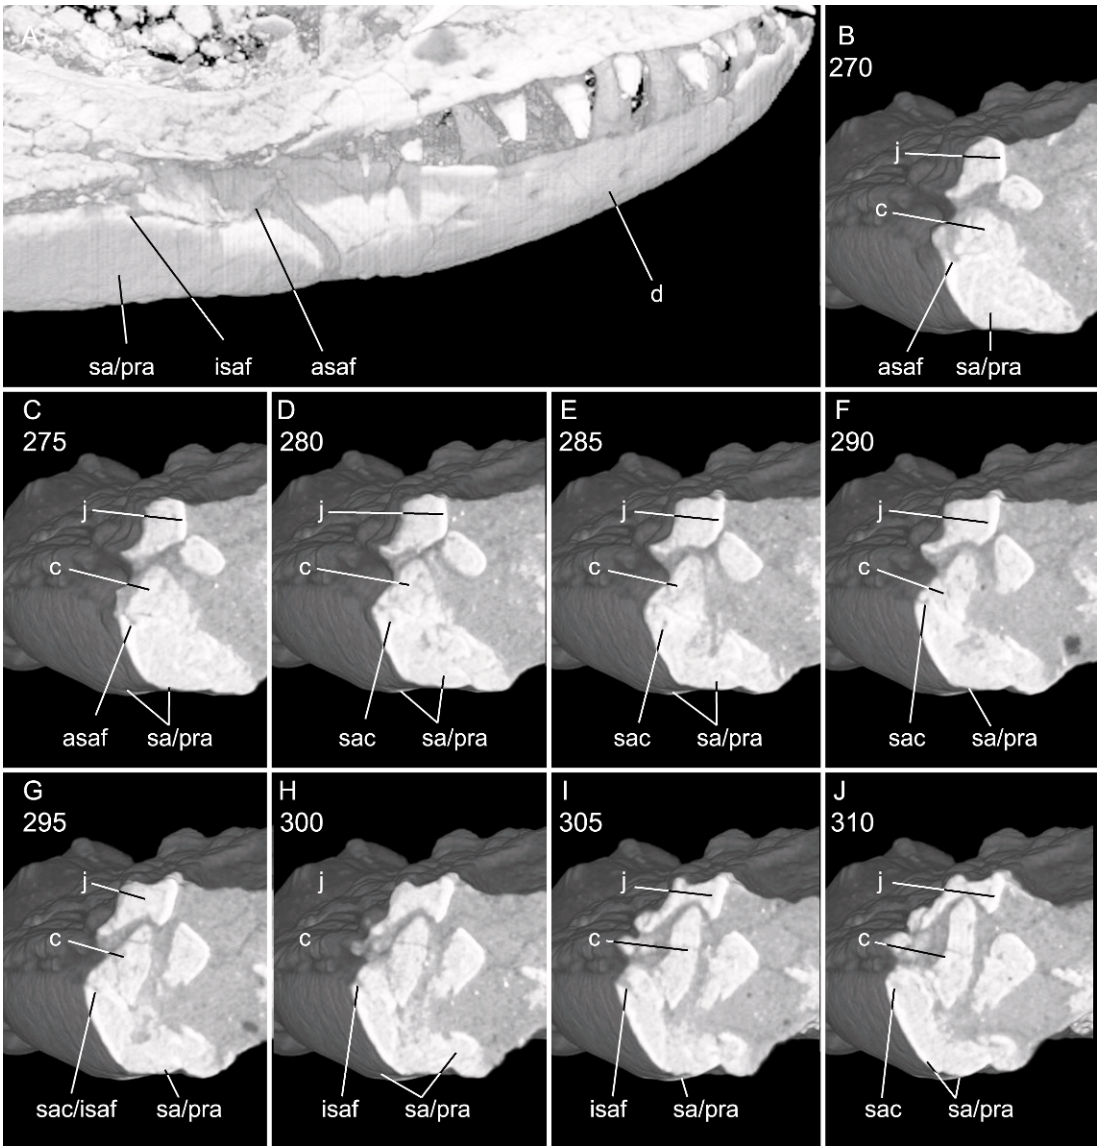 A
sa/pra isaf asaf d
B
270
j
c
asaf sa/pra
C
275
j
c
asaf sa/pra
D
280
j
c
sac sa/pra
E
285
j
c
sac sa/pra
F
290
j
c
sac sa/pra
G
295
j
c
sac/isaf sa/pra
H
300
j
c
isaf sa/pra
I
305
j
c
isaf sa/pra
J
310
j
c
sac sa/pra